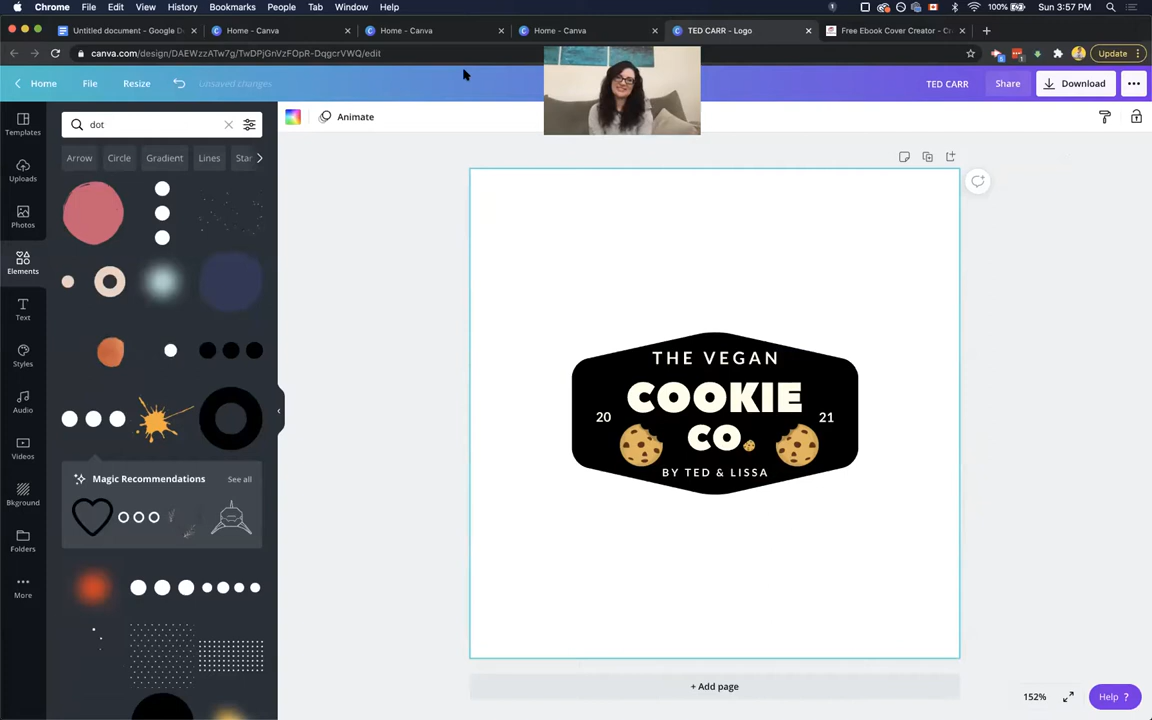 Chrome File Edit View History Bookmarks People Tab Window Help 100% Sun 3:57 PM
Untitled document - Google D Home - Canva Home - Canva Home - Canva TED CARR - Logo Free Ebook Cover Creator - C
canva.com/design/DAEWzzATw7g/TwDPjGnVzFOpR-DqgcrVWQ/edit Update
Home File Resize Unsaved changes TED CARR Share Download
dot
Animate
Arrow Circle Gradient Lines Star
Templates
Uploads
Photos
Elements
Text
Styles
Audio
Videos
Bkground
Folders
More
Magic Recommendations See all
THE VEGAN
COOKIE
20 CO. 21
BY TED & LISSA
+ Add page
152% Help ?